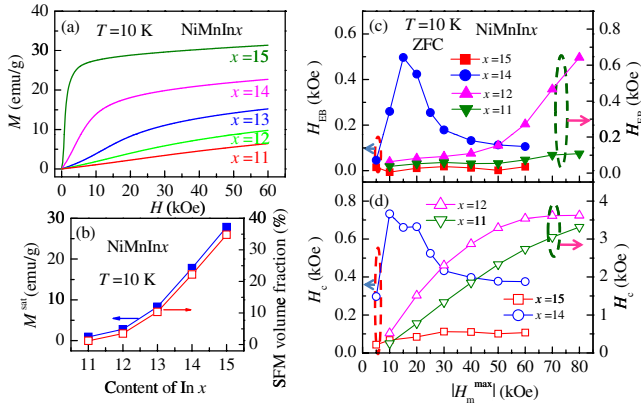 (a) T=10 K NiMnInx
M (emu/g)
40
30
20
10
0
x=15
x=14
x=13
x=12
x=11
0 10 20 30 40 50 60
H (kOe)
(b) NiMnInx
T=10 K
M^sat (emu/g)
30
20
10
0
SFM volume fraction (%)
40
30
20
10
0
11 12 13 14 15
Content of In x
(c) T=10 K NiMnInx
ZFC
x=15
x=14
x=12
x=11
H_EB (kOe)
0.6
0.4
0.2
0.0
H_EB (kOe)
0.6
0.4
0.2
0.0
(d)
x=12
x=11
x=15
x=14
H_c (kOe)
0.8
0.6
0.4
0.2
0.0
H_c (kOe)
4
3
2
1
0
0 10 20 30 40 50 60 70 80
|H_m^max| (kOe)